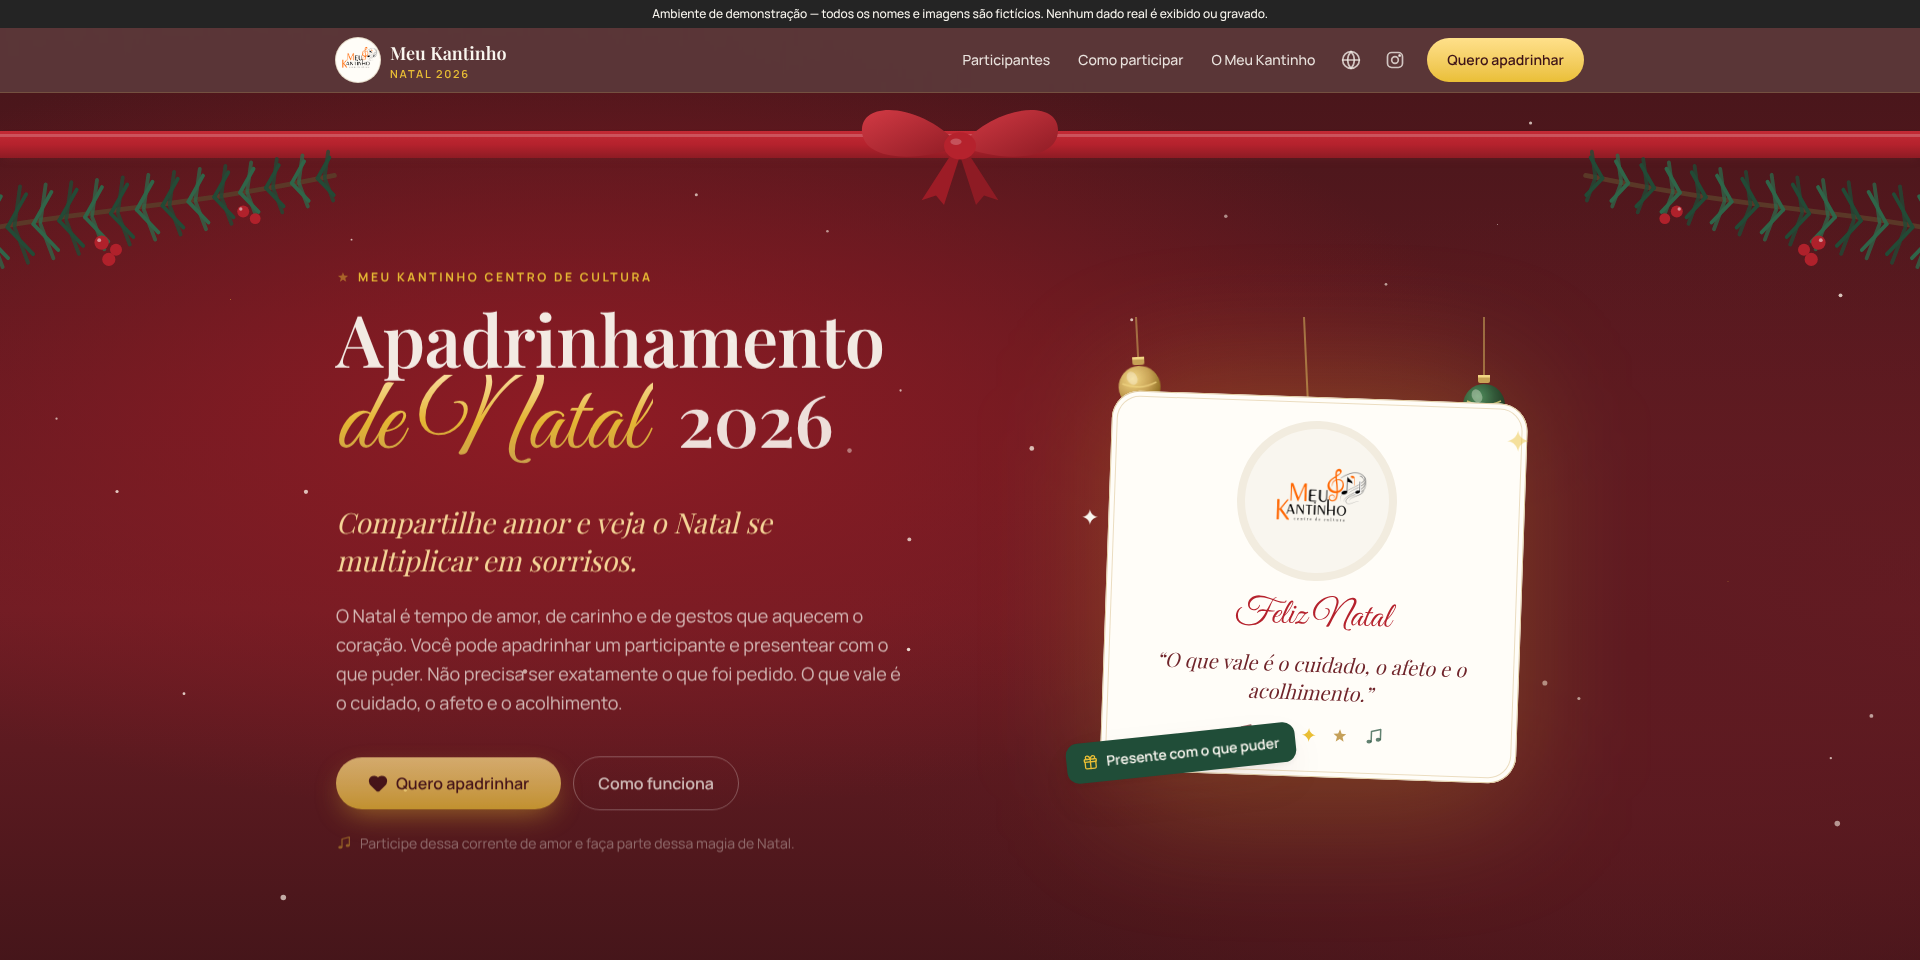 Ambiente de demonstração — todos os nomes e imagens são fictícios. Nenhum dado real é exibido ou gravado.
MEU KANTINHO
Meu Kantinho
NATAL 2026
Participantes
Como participar
O Meu Kantinho
Quero apadrinhar
MEU KANTINHO CENTRO DE CULTURA
Apadrinhamento
de Natal 2026
Compartilhe amor e veja o Natal se
multiplicar em sorrisos.
O Natal é tempo de amor, de carinho e de gestos que aquecem o
coração. Você pode apadrinhar um participante e presentear com o
que puder. Não precisa ser exatamente o que foi pedido. O que vale é
o cuidado, o afeto e o acolhimento.
Quero apadrinhar
Como funciona
Participe dessa corrente de amor e faça parte dessa magia de Natal.
MEU
KANTINHO
centro de cultura
Feliz Natal
“O que vale é o cuidado, o afeto e o
acolhimento.”
Presente com o que puder